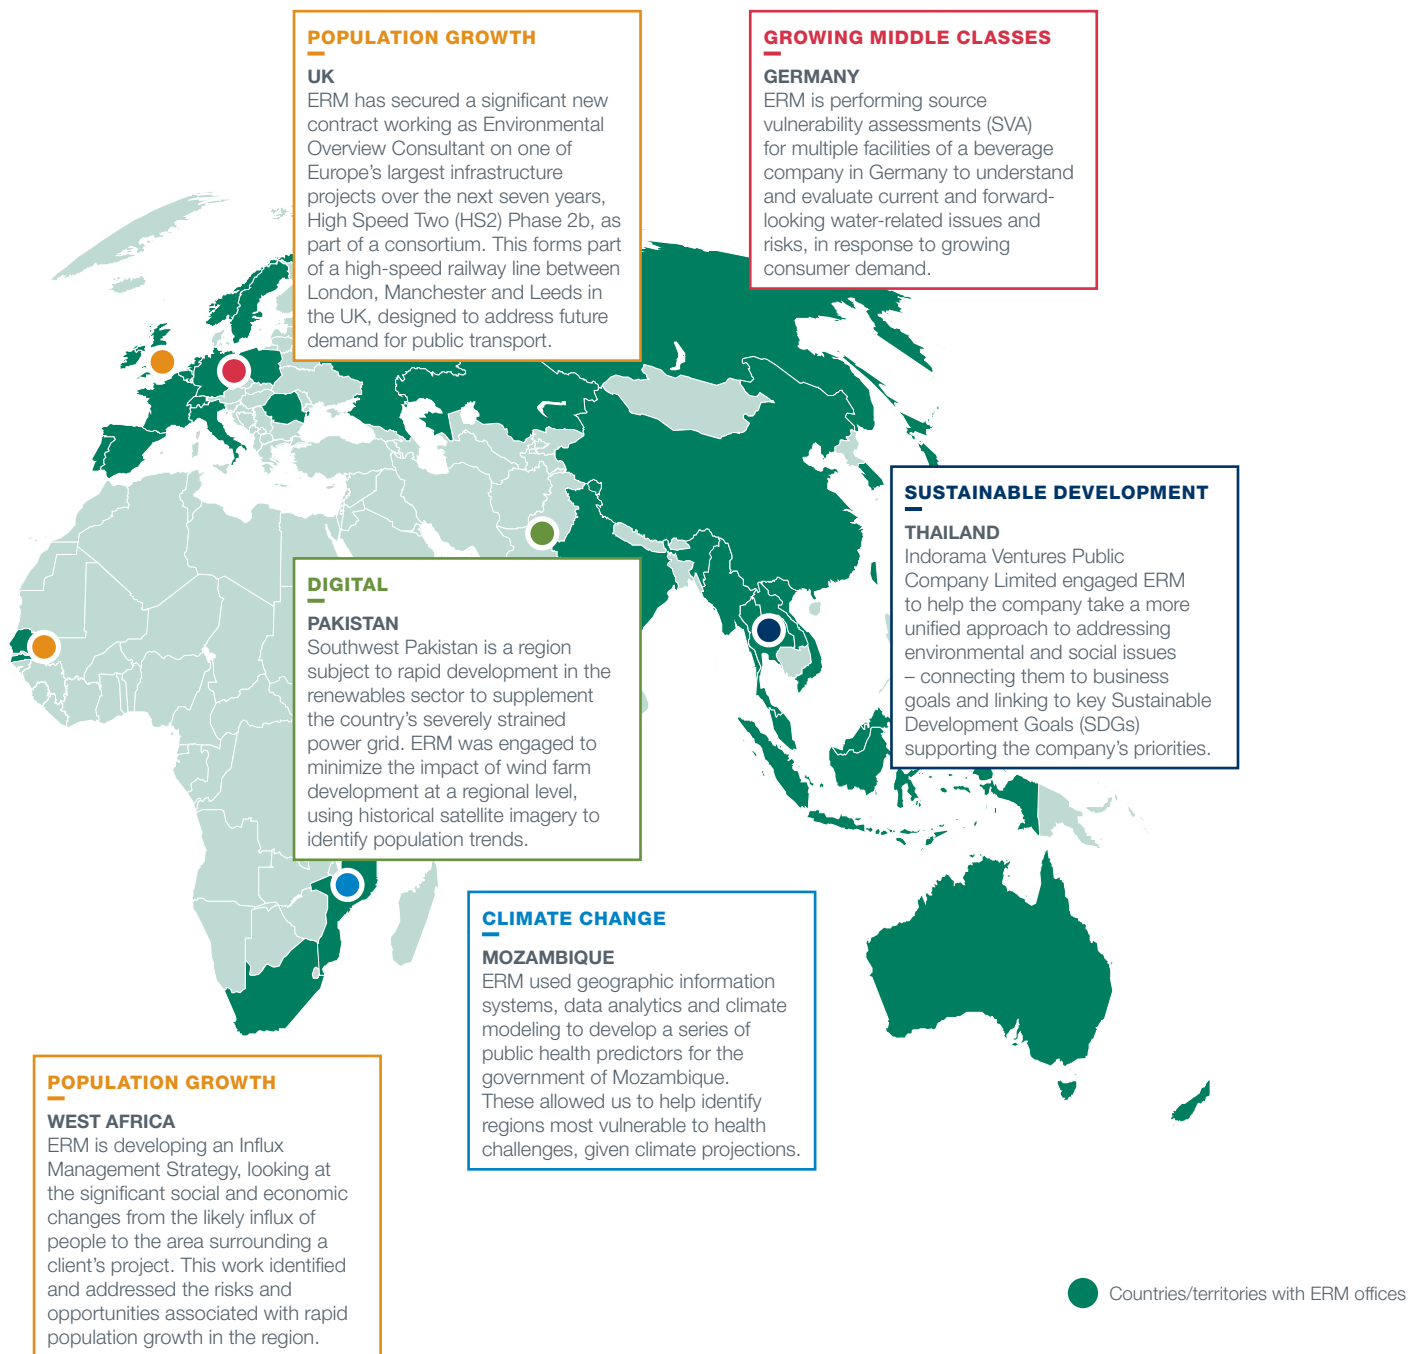 POPULATION GROWTH
UK
ERM has secured a significant new
contract working as Environmental
Overview Consultant on one of
Europe's largest infrastructure
projects over the next seven years,
High Speed Two (HS2) Phase 2b, as
part of a consortium. This forms part
of a high-speed railway line between
London, Manchester and Leeds in
the UK, designed to address future
demand for public transport.
GROWING MIDDLE CLASSES
GERMANY
ERM is performing source
vulnerability assessments (SVA)
for multiple facilities of a beverage
company in Germany to understand
and evaluate current and forward-
looking water-related issues and
risks, in response to growing
consumer demand.
SUSTAINABLE DEVELOPMENT
THAILAND
Indorama Ventures Public
Company Limited engaged ERM
to help the company take a more
unified approach to addressing
environmental and social issues
– connecting them to business
goals and linking to key Sustainable
Development Goals (SDGs)
supporting the company's priorities.
DIGITAL
PAKISTAN
Southwest Pakistan is a region
subject to rapid development in the
renewables sector to supplement
the country's severely strained
power grid. ERM was engaged to
minimize the impact of wind farm
development at a regional level,
using historical satellite imagery to
identify population trends.
CLIMATE CHANGE
MOZAMBIQUE
ERM used geographic information
systems, data analytics and climate
modeling to develop a series of
public health predictors for the
government of Mozambique.
These allowed us to help identify
regions most vulnerable to health
challenges, given climate projections.
POPULATION GROWTH
WEST AFRICA
ERM is developing an Influx
Management Strategy, looking at
the significant social and economic
changes from the likely influx of
people to the area surrounding a
client's project. This work identified
and addressed the risks and
opportunities associated with rapid
population growth in the region.
Countries/territories with ERM offices